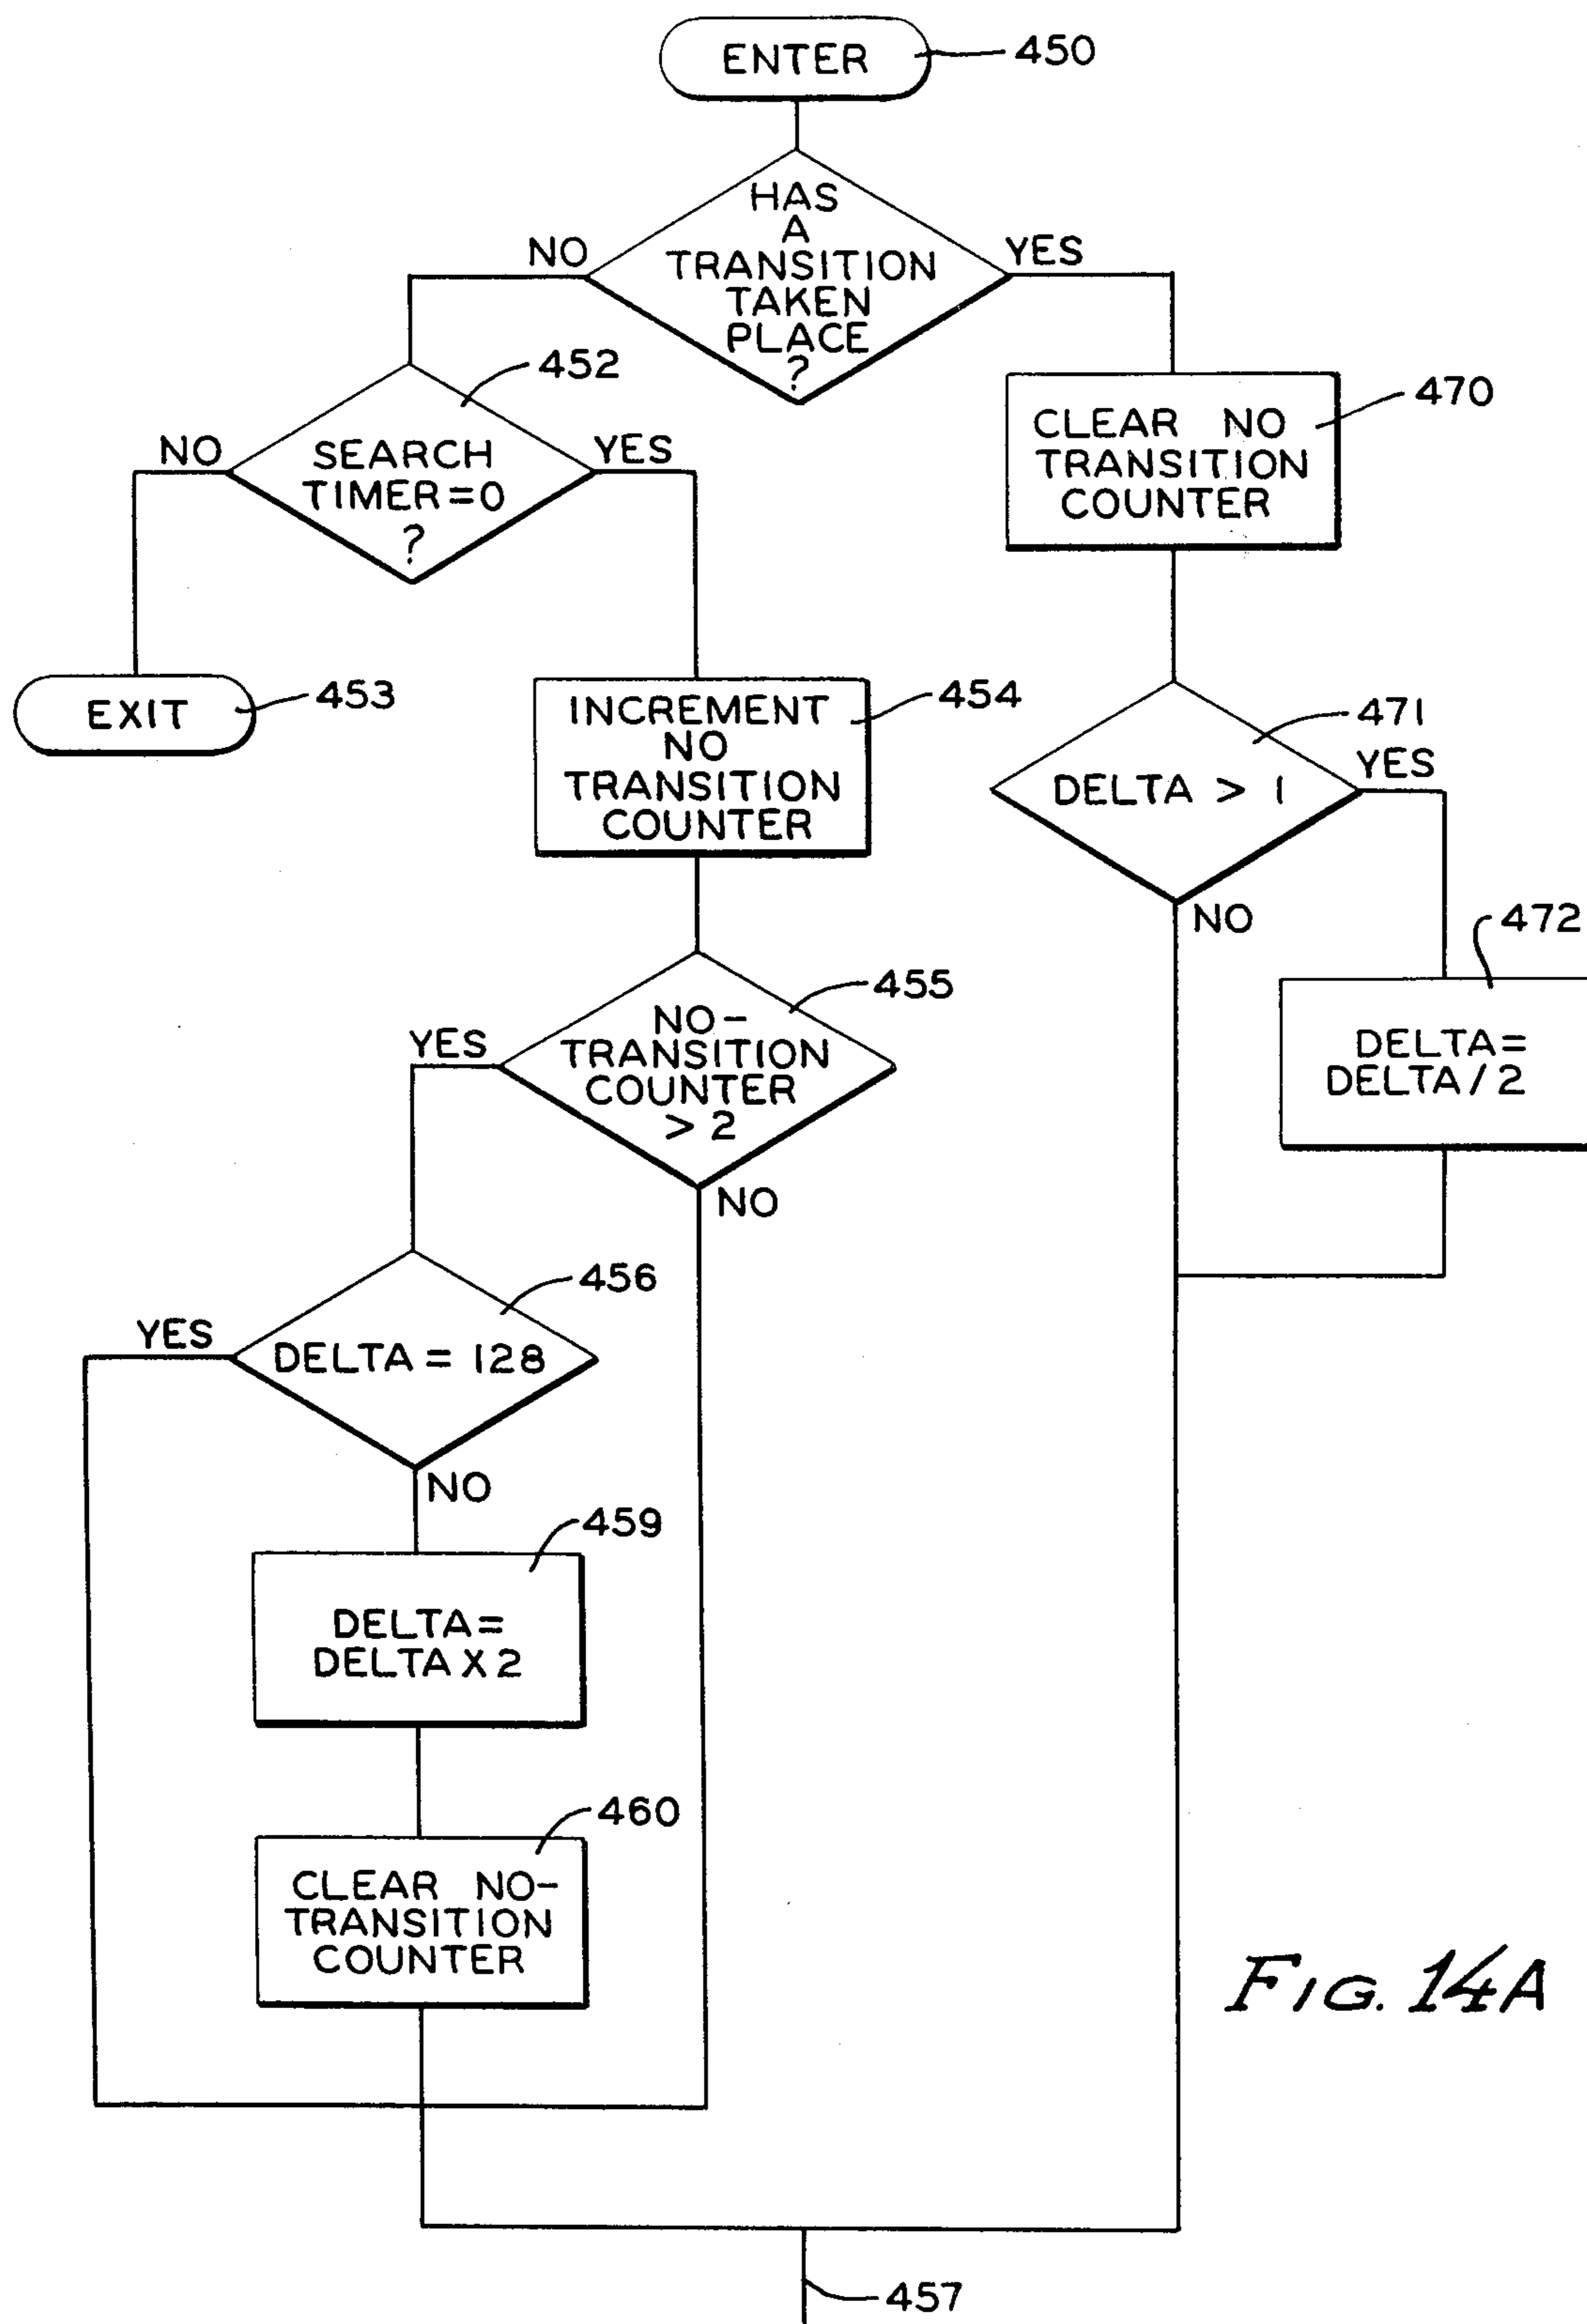 ENTER
450
HAS
A
TRANSITION
TAKEN
PLACE
?
NO
YES
452
SEARCH
TIMER=0
?
NO
YES
470
CLEAR NO
TRANSITION
COUNTER
EXIT
453
INCREMENT
NO
TRANSITION
COUNTER
454
471
DELTA > 1
YES
NO
472
DELTA=
DELTA/2
455
NO-
TRANSITION
COUNTER
> 2
YES
NO
456
DELTA = 128
YES
NO
459
DELTA=
DELTA X 2
460
CLEAR NO-
TRANSITION
COUNTER
FIG. 14A
457